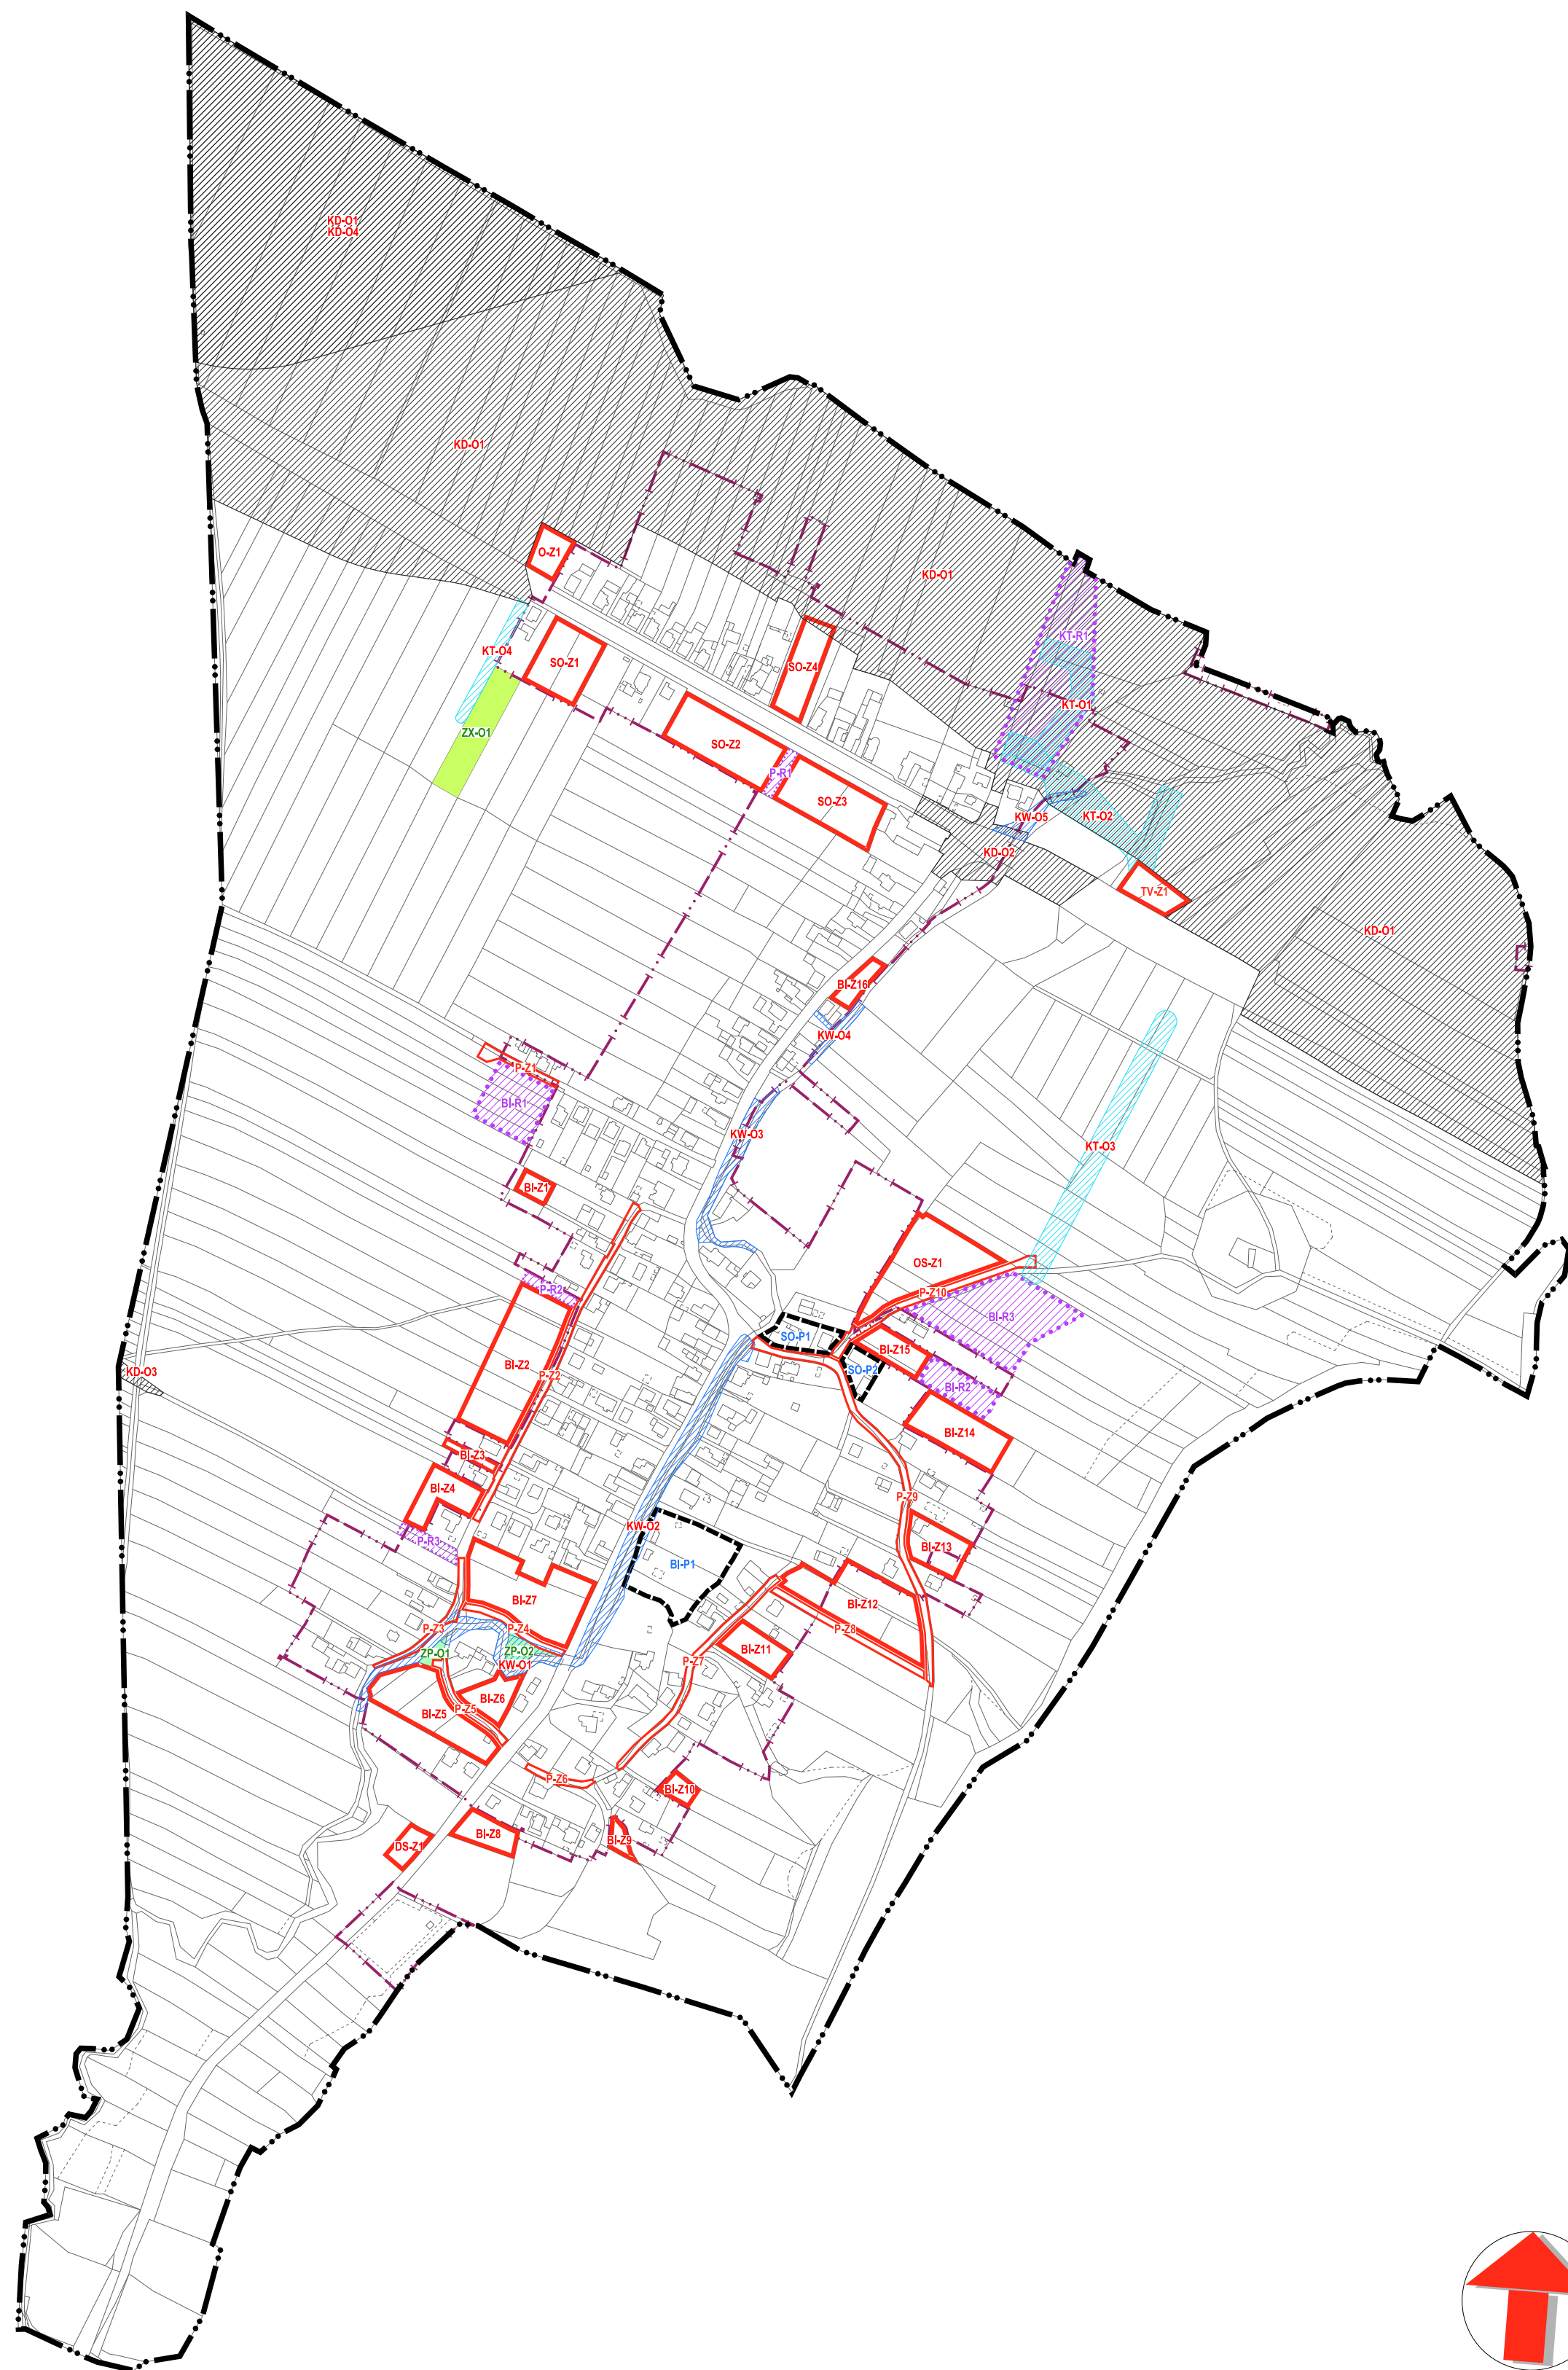 KD-O1
KD-O4
KD-O1
O-Z1
KD-O1
KT-R1
KT-O4
SO-Z1
SO-Z4
KT-O1
ZX-O1
SO-Z2
P-R1
SO-Z3
KW-O5
KT-O2
KD-O2
TV-Z1
KD-O1
BI-Z16
KW-O4
P-Z1
BI-R1
KW-O3
KT-O3
BI-Z1
OS-Z1
P-R2
P-Z10
BI-R3
SO-P1
BI-Z15
BI-Z2
KD-O3
SO-P2
P-Z2
BI-R2
BI-Z14
BI-Z3
BI-Z4
P-Z9
KW-O2
P-R3
BI-Z13
BI-P1
BI-Z7
BI-Z12
P-Z3
P-Z4
P-Z8
ZP-O1
ZP-O2
BI-Z11
KW-O1
P-Z7
BI-Z6
P-Z5
BI-Z5
P-Z6
BI-Z10
BI-Z8
BI-Z9
DS-Z1